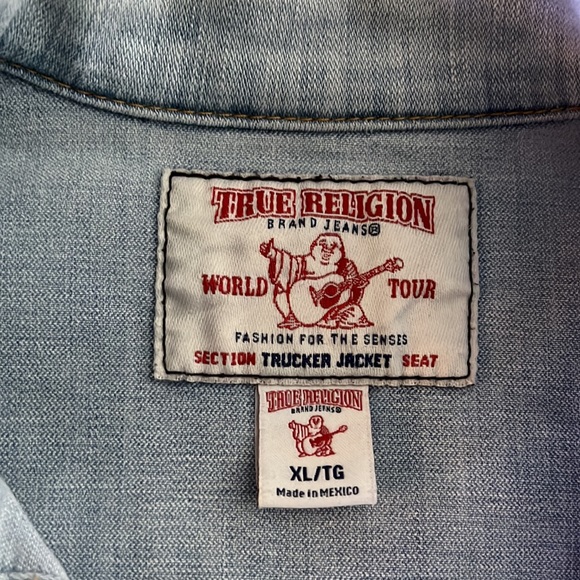 TRUE RELIGION
BRAND JEANS®
WORLD TOUR
FASHION FOR THE SENSES
SECTION TRUCKER JACKET SEAT
TRUE RELIGION
BRAND JEANS®
XL/TG
Made in MEXICO